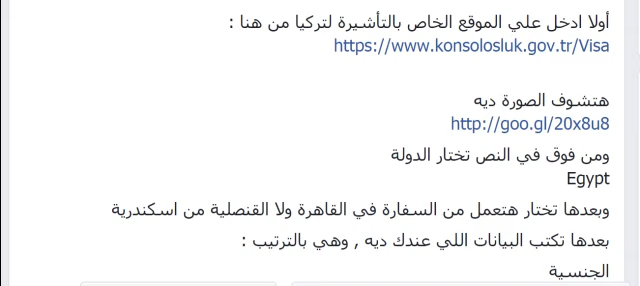 أولا ادخل علي الموقع الخاص بالتأشيرة لتركيا من هنا :
https://www.konsolosluk.gov.tr/Visa
هتشوف الصورة ديه
http://goo.gl/20x8u8
ومن فوق في النص تختار الدولة
Egypt
وبعدها تختار هتعمل من السفارة في القاهرة ولا القنصلية من اسكندرية
بعدها تكتب البيانات اللي عندك ديه , وهي بالترتيب :
الجنسية